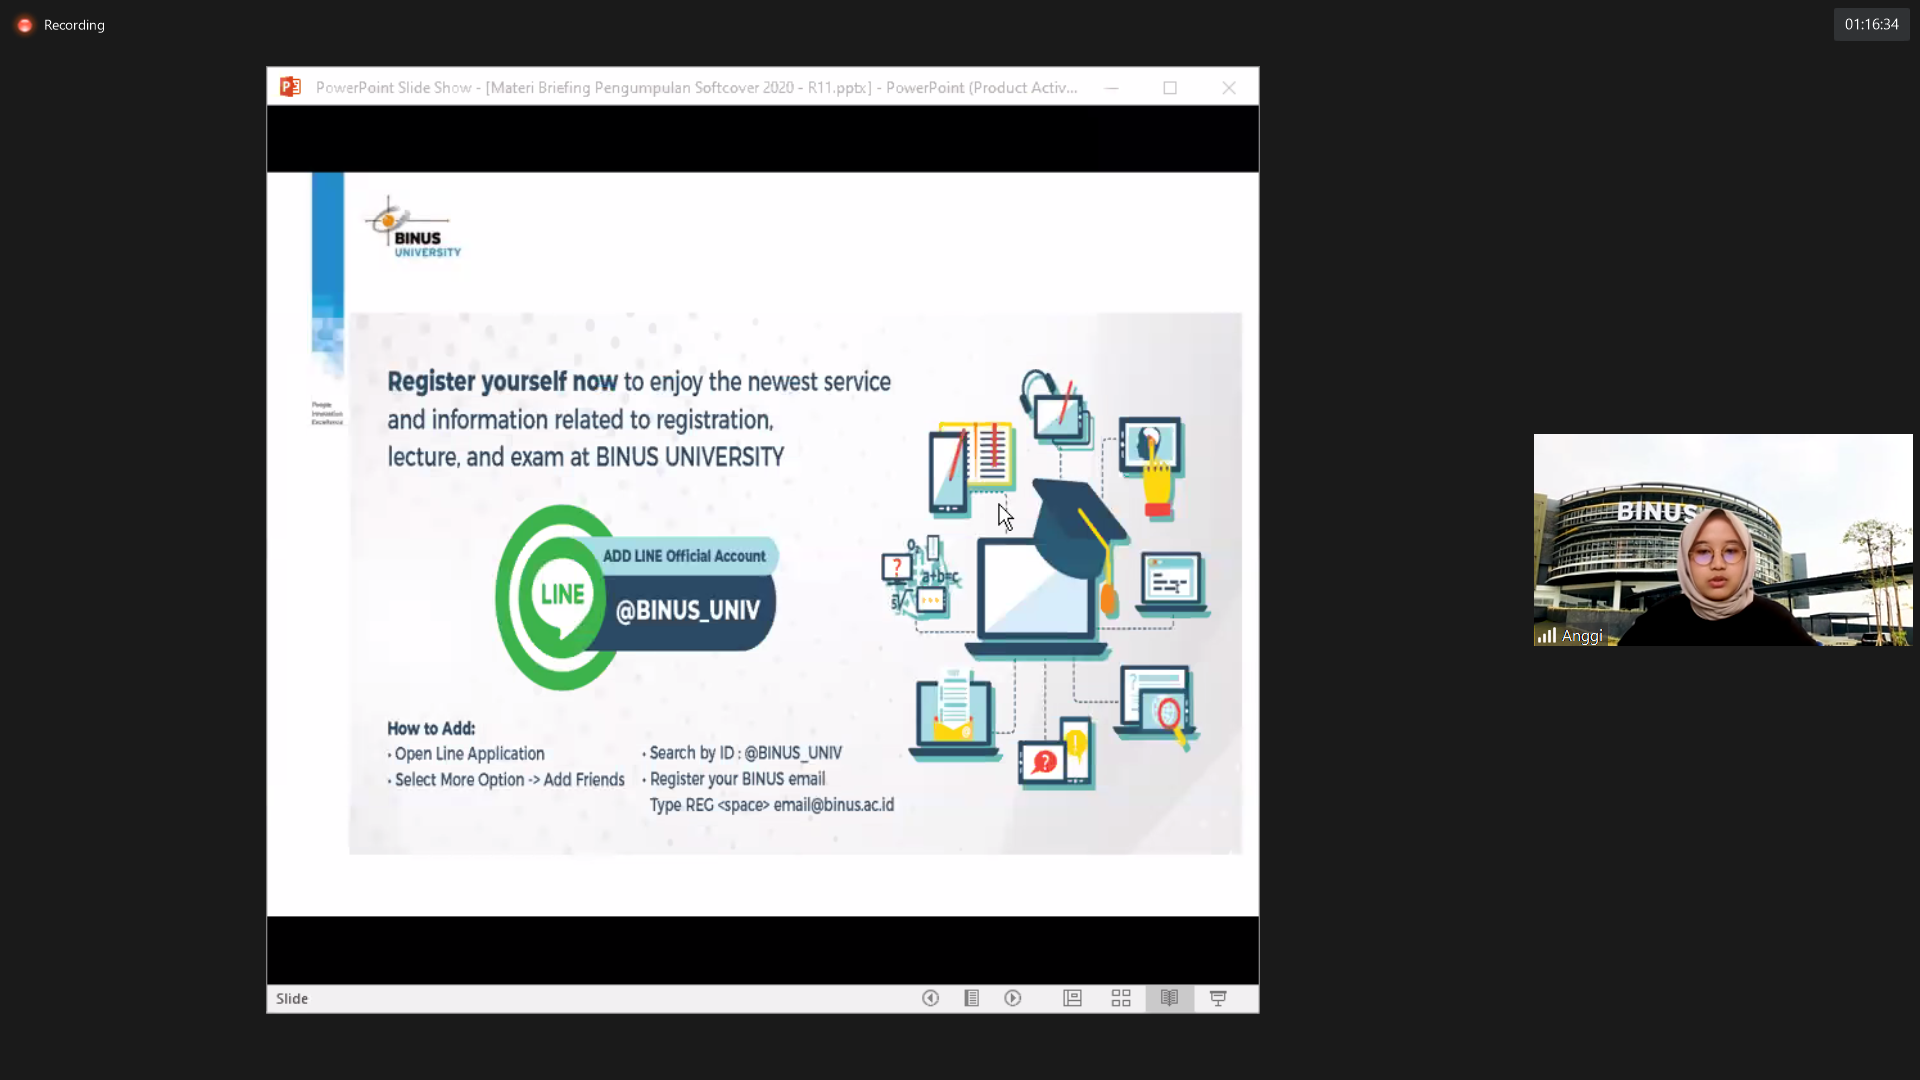 Recording
01:16:34
PowerPoint Slide Show - [Materi Briefing Pengumpulan Softcover 2020 - R11.pptx] - PowerPoint (Product Activ...
BINUS
UNIVERSITY
People
Innovation
Excellence
Register yourself now to enjoy the newest service
and information related to registration,
lecture, and exam at BINUS UNIVERSITY
LINE
ADD LINE Official Account
@BINUS_UNIV
a+b=c
How to Add:
• Open Line Application
• Select More Option -> Add Friends
• Search by ID : @BINUS_UNIV
• Register your BINUS email
Type REG <space> email@binus.ac.id
BINUS
Anggi
Slide